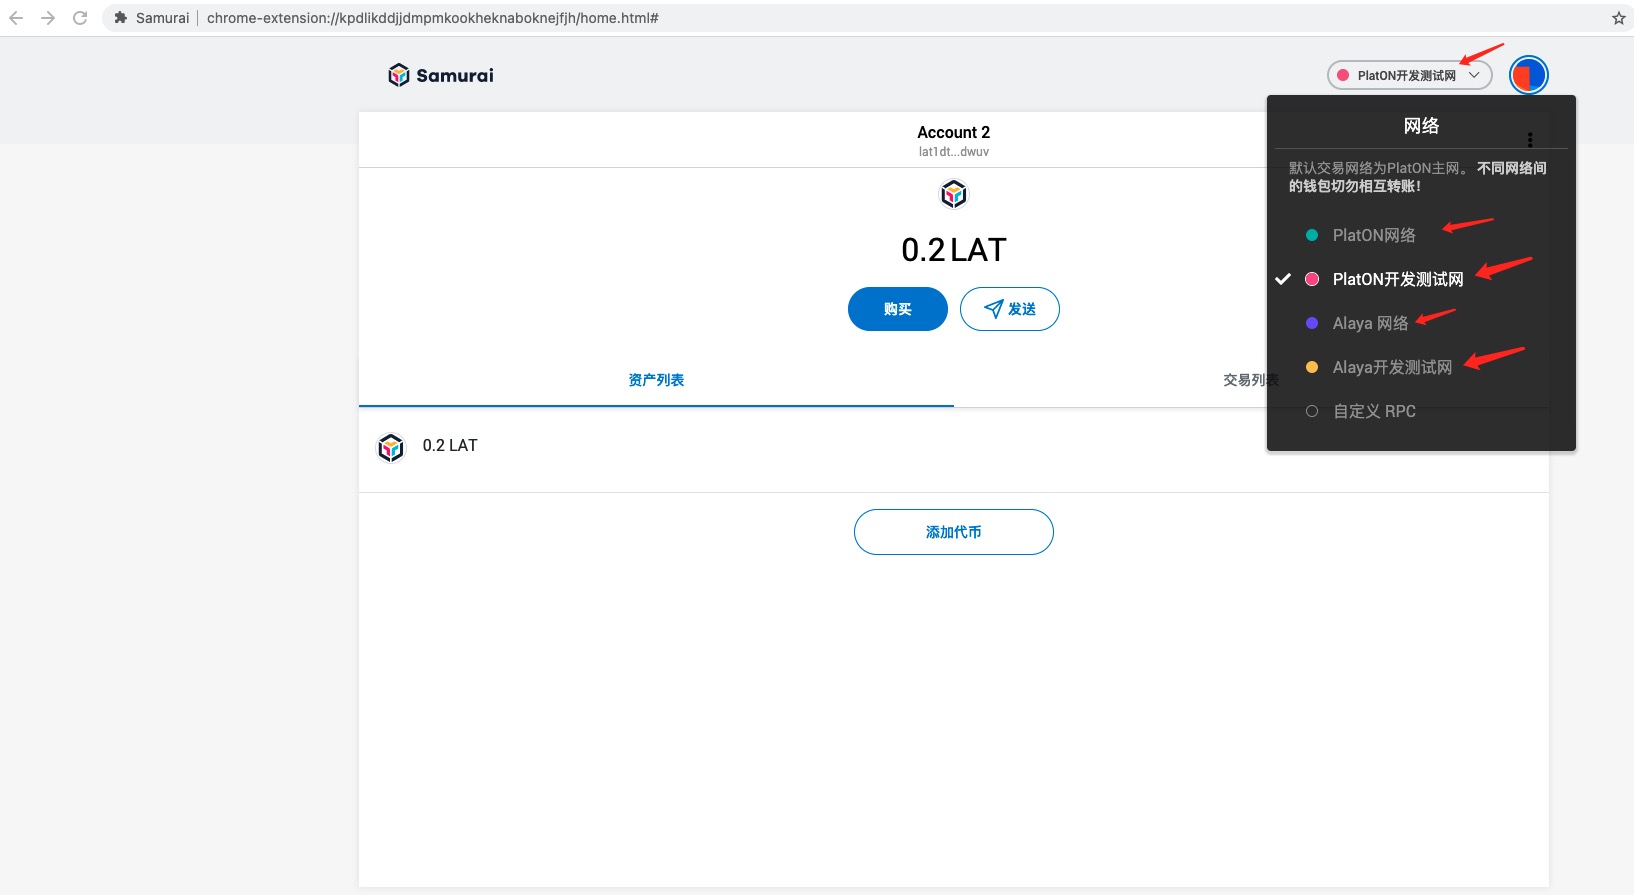 Samurai
chrome-extension://kpdlikddjjdmpmkookheknaboknejfjh/home.html#
Samurai
PlatON开发测试网
Account 2
lat1dt...dwuv
0.2 LAT
购买
发送
资产列表
交易列表
0.2 LAT
添加代币
网络
默认交易网络为PlatON主网。 不同网络间
的钱包切勿相互转账！
PlatON网络
PlatON开发测试网
Alaya 网络
Alaya开发测试网
自定义 RPC